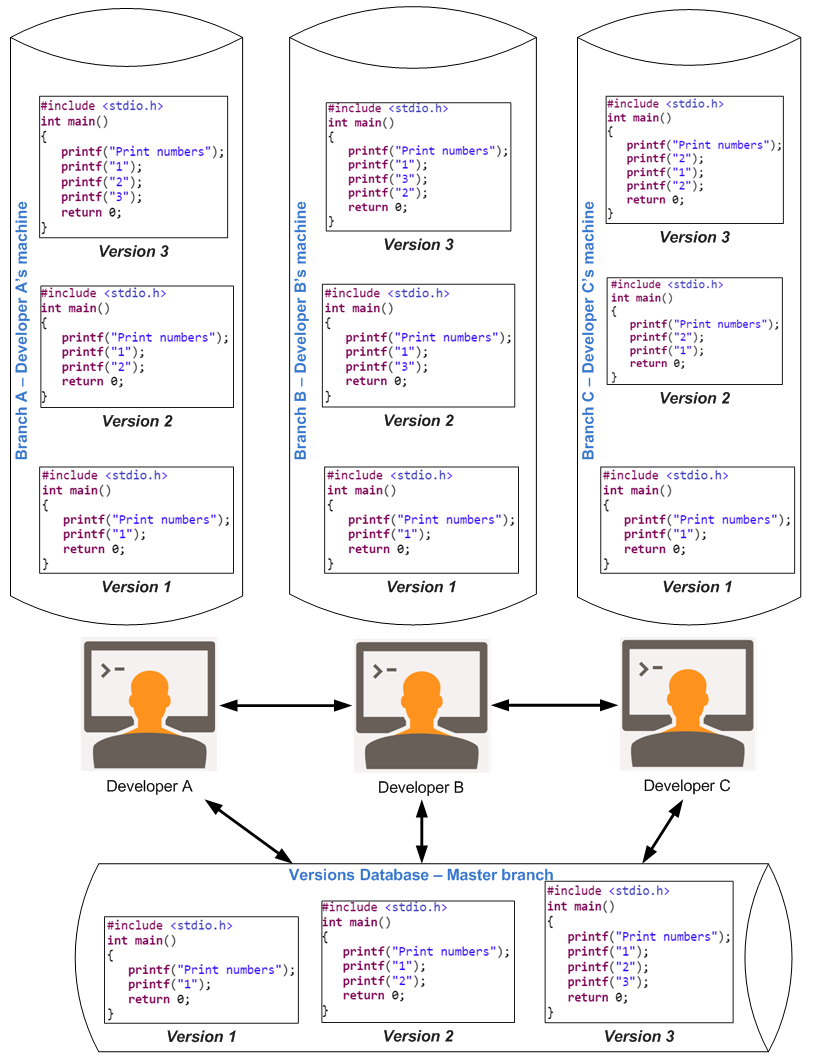 Branch A – Developer A's machine
#include <stdio.h>
int main()
{
printf("Print numbers");
printf("1");
printf("2");
printf("3");
return 0;
}
Version 3
#include <stdio.h>
int main()
{
printf("Print numbers");
printf("1");
printf("2");
return 0;
}
Version 2
#include <stdio.h>
int main()
{
printf("Print numbers");
printf("1");
return 0;
}
Version 1
Branch B – Developer B's machine
#include <stdio.h>
int main()
{
printf("Print numbers");
printf("1");
printf("3");
printf("2");
return 0;
}
Version 3
#include <stdio.h>
int main()
{
printf("Print numbers");
printf("1");
printf("3");
return 0;
}
Version 2
#include <stdio.h>
int main()
{
printf("Print numbers");
printf("1");
return 0;
}
Version 1
Branch C – Developer C's machine
#include <stdio.h>
int main()
{
printf("Print numbers");
printf("2");
printf("1");
printf("2");
return 0;
}
Version 3
#include <stdio.h>
int main()
{
printf("Print numbers");
printf("2");
printf("1");
return 0;
}
Version 2
#include <stdio.h>
int main()
{
printf("Print numbers");
printf("1");
return 0;
}
Version 1
Developer A
Developer B
Developer C
Versions Database – Master branch
#include <stdio.h>
int main()
{
printf("Print numbers");
printf("1");
return 0;
}
Version 1
#include <stdio.h>
int main()
{
printf("Print numbers");
printf("1");
printf("2");
return 0;
}
Version 2
#include <stdio.h>
int main()
{
printf("Print numbers");
printf("1");
printf("2");
printf("3");
return 0;
}
Version 3